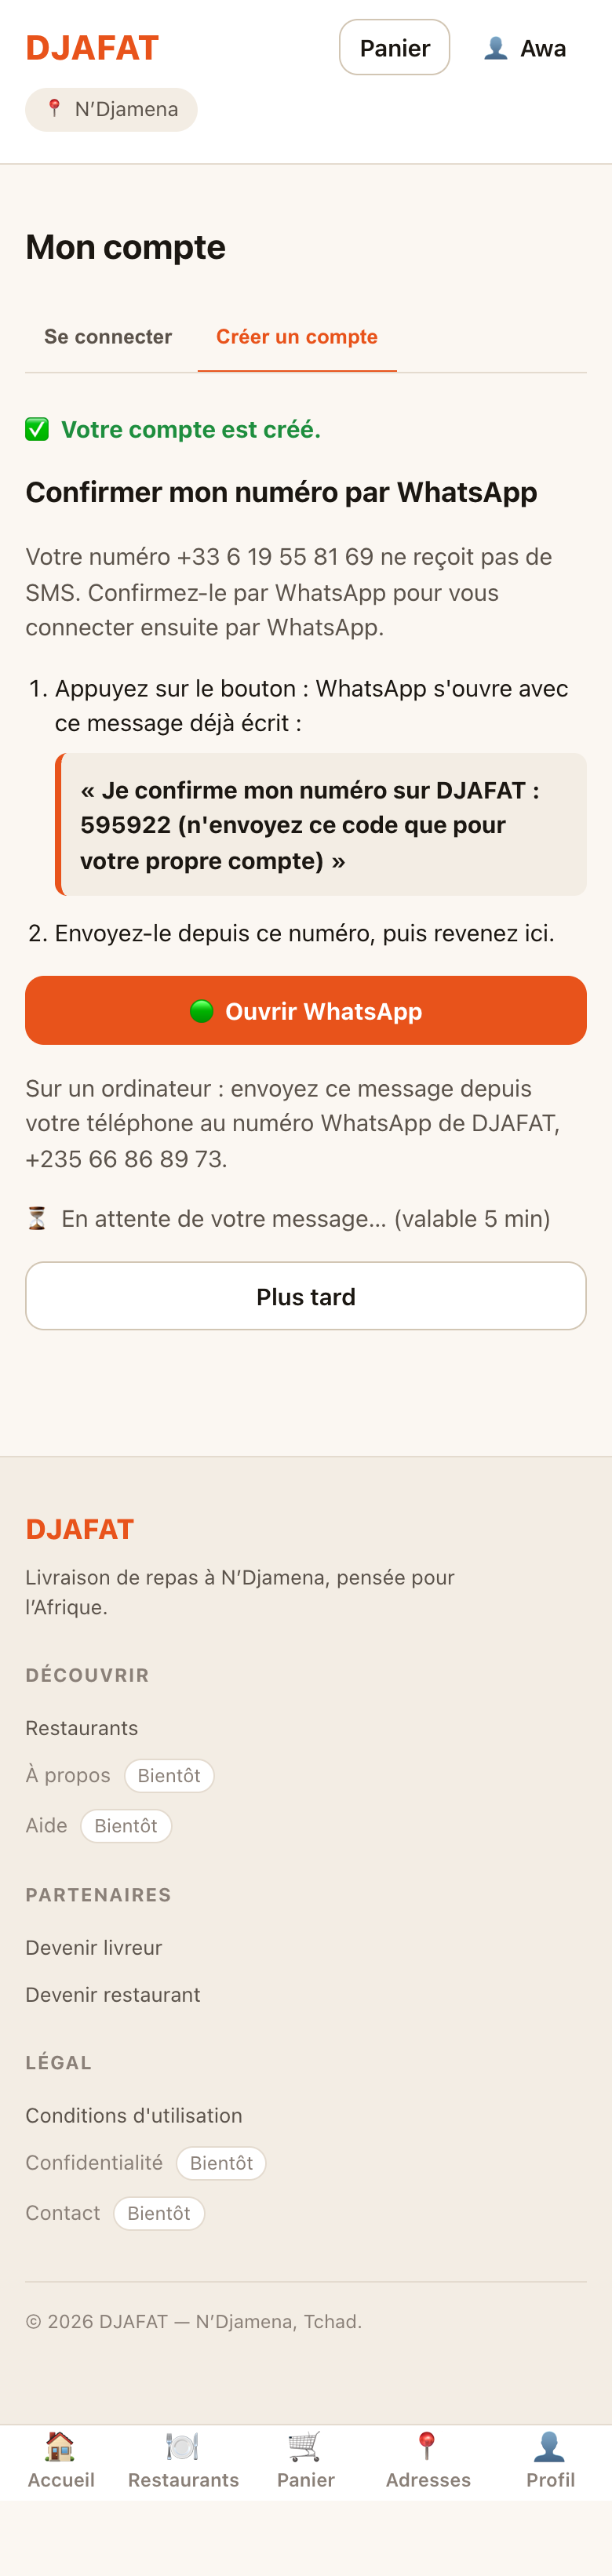 DJAFAT
Panier
Awa
N’Djamena
Mon compte
Se connecter
Créer un compte
Votre compte est créé.
Confirmer mon numéro par WhatsApp
Votre numéro +33 6 19 55 81 69 ne reçoit pas de
SMS. Confirmez-le par WhatsApp pour vous
connecter ensuite par WhatsApp.
1. Appuyez sur le bouton : WhatsApp s'ouvre avec
ce message déjà écrit :
« Je confirme mon numéro sur DJAFAT :
595922 (n'envoyez ce code que pour
votre propre compte) »
2. Envoyez-le depuis ce numéro, puis revenez ici.
Ouvrir WhatsApp
Sur un ordinateur : envoyez ce message depuis
votre téléphone au numéro WhatsApp de DJAFAT,
+235 66 86 89 73.
En attente de votre message… (valable 5 min)
Plus tard
DJAFAT
Livraison de repas à N’Djamena, pensée pour
l’Afrique.
DÉCOUVRIR
Restaurants
À propos Bientôt
Aide Bientôt
PARTENAIRES
Devenir livreur
Devenir restaurant
LÉGAL
Conditions d'utilisation
Confidentialité Bientôt
Contact Bientôt
© 2026 DJAFAT — N’Djamena, Tchad.
Accueil
Restaurants
Panier
Adresses
Profil